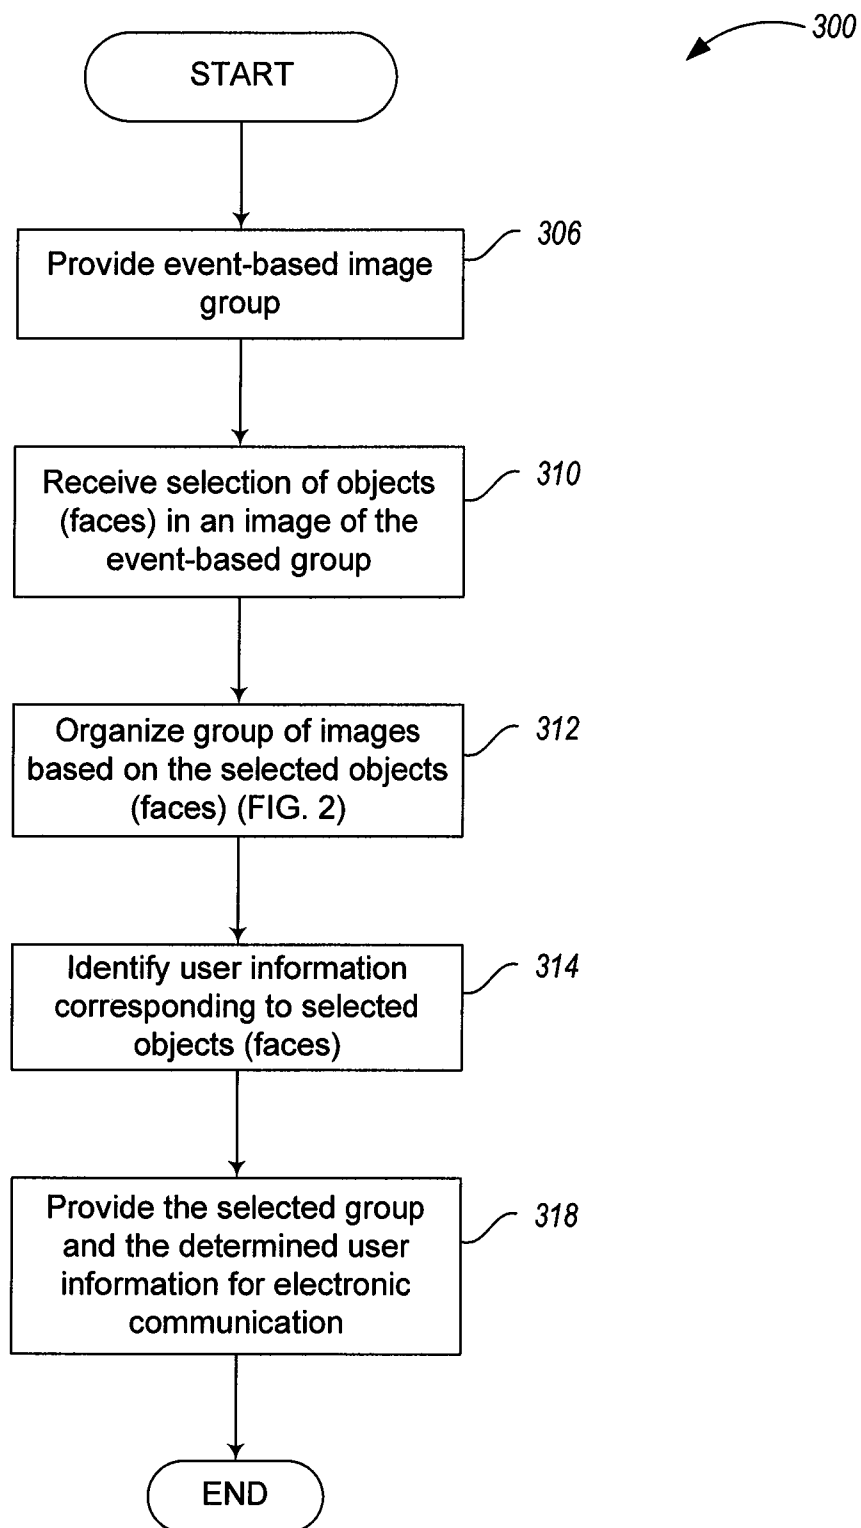 300
START
306
Provide event-based image
group
310
Receive selection of objects
(faces) in an image of the
event-based group
312
Organize group of images
based on the selected objects
(faces) (FIG. 2)
314
Identify user information
corresponding to selected
objects (faces)
318
Provide the selected group
and the determined user
information for electronic
communication
END